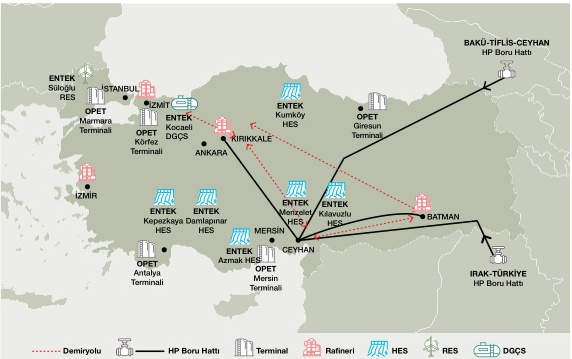 BAKÜ-TİFLİS-CEYHAN
HP Boru Hattı
ENTEK
Süloğlu
RES
İSTANBUL
OPET
Marmara
Terminali
İZMİT
OPET
Körfez
Terminali
ENTEK
Kocaeli
DGÇS
KIRIKKALE
ANKARA
ENTEK
Kumköy
HES
OPET
Giresun
Terminali
İZMİR
ENTEK
Kepezkaya
HES
ENTEK
Damlapınar
HES
ENTEK
Menzelet
HES
ENTEK
Kılavuzlu
HES
BATMAN
MERSİN
CEYHAN
ENTEK
Azmak HES
OPET
Mersin
Terminali
OPET
Antalya
Terminali
IRAK-TÜRKİYE
HP Boru Hattı
Demiryolu
HP Boru Hattı
Terminal
Rafineri
HES
RES
DGÇS